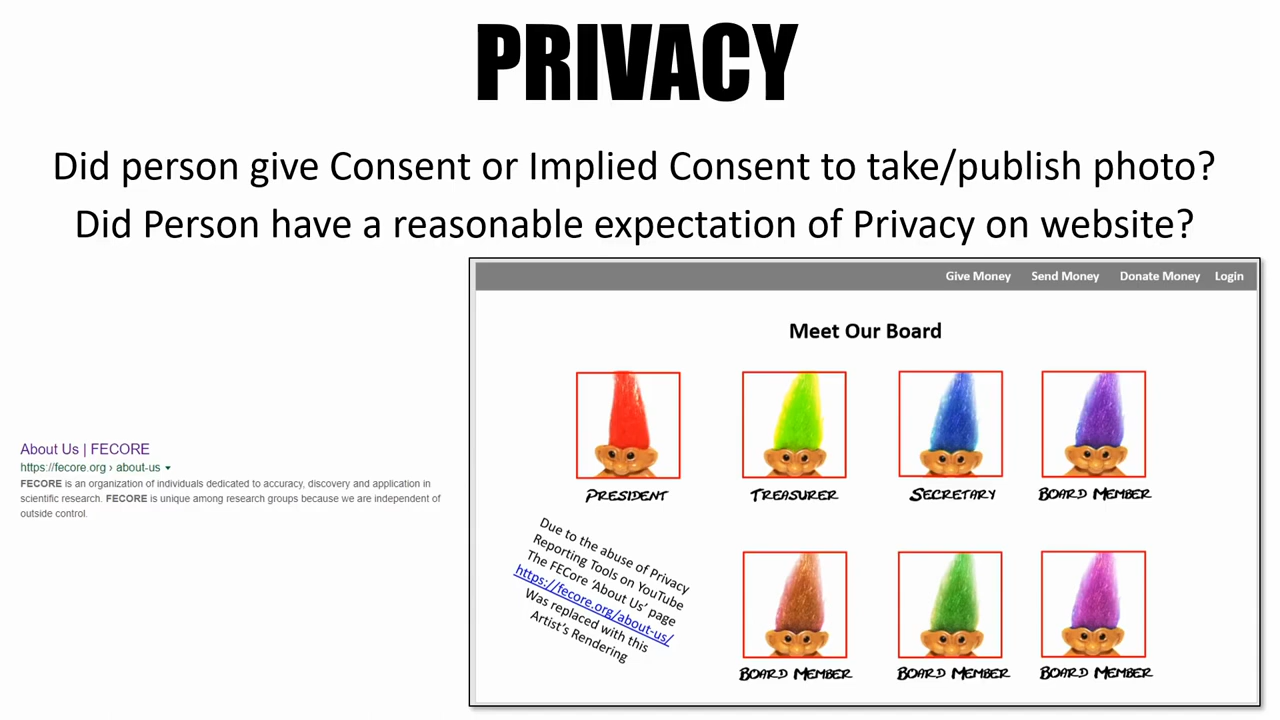 PRIVACY
Did person give Consent or Implied Consent to take/publish photo?
Did Person have a reasonable expectation of Privacy on website?
Give Money Send Money Donate Money Login
Meet Our Board
PRESIDENT TREASURER SECRETARY BOARD MEMBER
About Us | FECORE
https://fecore.org › about-us
FECORE is an organization of individuals dedicated to accuracy, discovery and application in
scientific research. FECORE is unique among research groups because we are independent of
outside control.
Due to the abuse of Privacy
Reporting Tools on YouTube
The FECore ‘About Us’ page
https://fecore.org/about-us/
Was replaced with this
Artist’s Rendering
BOARD MEMBER BOARD MEMBER BOARD MEMBER